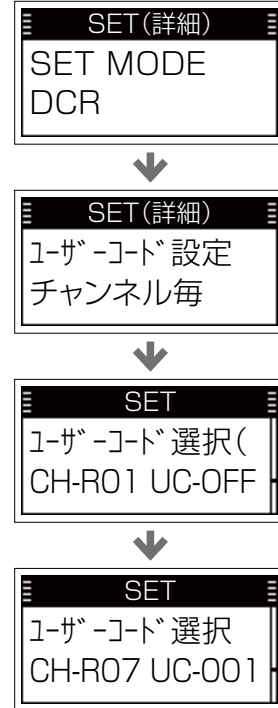 SET(詳細)
SET MODE
DCR
SET(詳細)
ﾕｰｻﾞｰｺｰﾄﾞ設定
チャンネル毎
SET
ﾕｰｻﾞｰｺｰﾄﾞ選択(
CH-R01 UC-OFF
SET
ﾕｰｻﾞｰｺｰﾄﾞ選択
CH-R07 UC-001